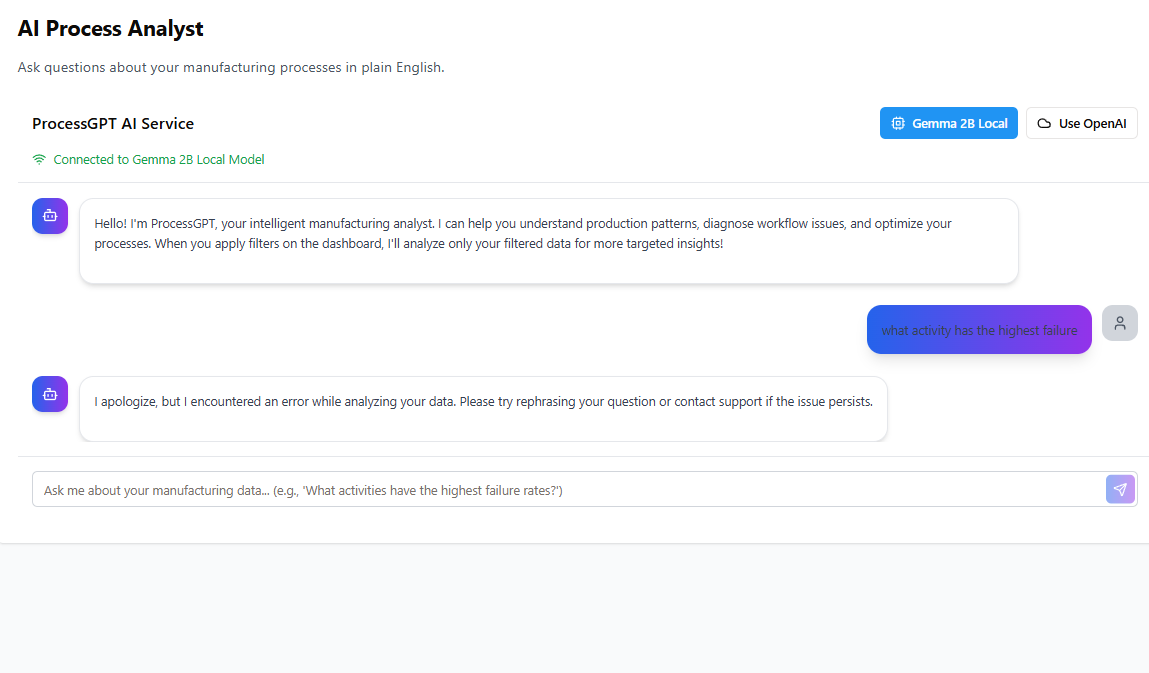 AI Process Analyst
Ask questions about your manufacturing processes in plain English.
ProcessGPT AI Service
Gemma 2B Local
Use OpenAI
Connected to Gemma 2B Local Model
Hello! I'm ProcessGPT, your intelligent manufacturing analyst. I can help you understand production patterns, diagnose workflow issues, and optimize your
processes. When you apply filters on the dashboard, I'll analyze only your filtered data for more targeted insights!
what activity has the highest failure
I apologize, but I encountered an error while analyzing your data. Please try rephrasing your question or contact support if the issue persists.
Ask me about your manufacturing data... (e.g., 'What activities have the highest failure rates?')